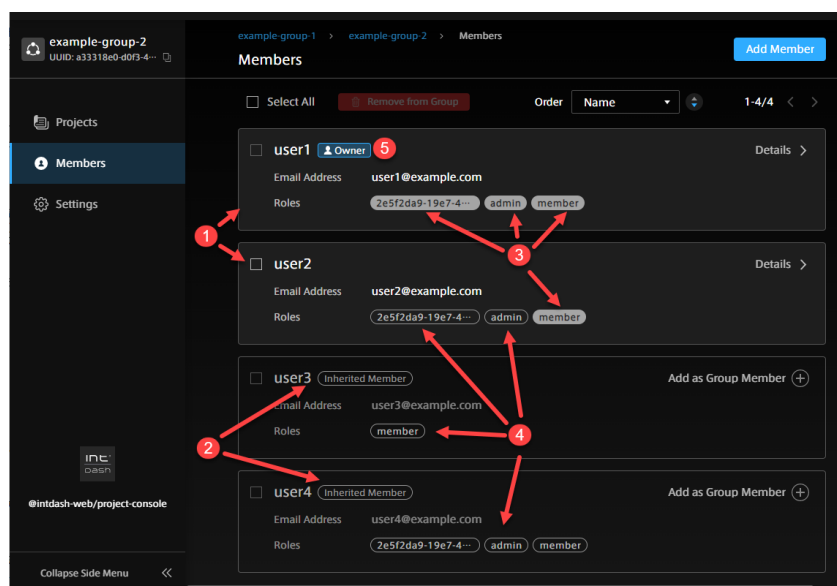 example-group-2
UUID: a33318e0-d0f3-4···
Projects
Members
Settings
int
dash
@intdash-web/project-console
Collapse Side Menu
example-group-1 > example-group-2 > Members
Members
Add Member
Select All
Remove from Group
Order
Name
1-4/4
user1 Owner 5
Details
Email Address user1@example.com
Roles 2e5f2da9-19e7-4··· admin member
1
3
user2
Details
Email Address user2@example.com
Roles 2e5f2da9-19e7-4··· admin member
user3 Inherited Member
Add as Group Member
Email Address user3@example.com
Roles member
2
4
user4 Inherited Member
Add as Group Member
Email Address user4@example.com
Roles 2e5f2da9-19e7-4··· admin member